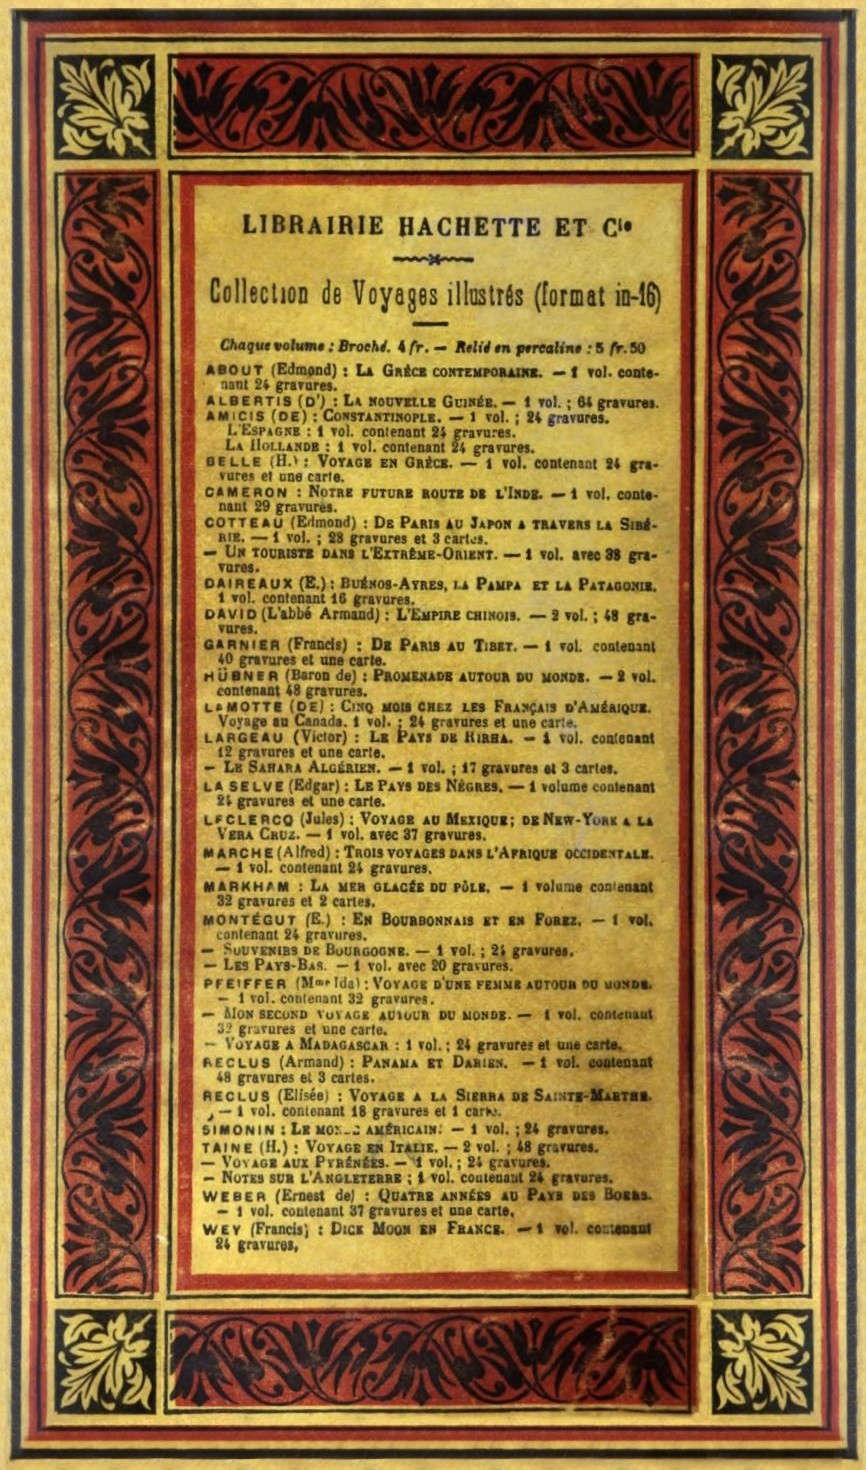 LIBRAIRIE HACHETTE ET Cie
Collection de Voyages illustrés (format in-16)
Chaque volume : Broché. 4 fr. — Relié en percaline : 5 fr. 50
ABOUT (Edmond) : LA GRÈCE CONTEMPORAINE. — 1 vol. conte-
nant 24 gravures.
ALBERTIS (D') : LA NOUVELLE GUINÉE. — 1 vol. ; 64 gravures.
AMICIS (DE) : CONSTANTINOPLE. — 1 vol. ; 24 gravures.
L'ESPAGNE : 1 vol. contenant 24 gravures.
LA HOLLANDE : 1 vol. contenant 24 gravures.
BELLE (H.) : VOYAGE EN GRÈCE. — 1 vol. contenant 24 gra-
vures et une carte.
CAMERON : NOTRE FUTURE ROUTE DE L'INDE. — 1 vol. conte-
nant 29 gravures.
COTTEAU (Edmond) : DE PARIS AU JAPON A TRAVERS LA SIBÉ-
RIE. — 1 vol. ; 28 gravures et 3 cartes.
— UN TOURISTE DANS L'EXTRÊME-ORIENT. — 1 vol. avec 38 gra-
vures.
DAIREAUX (E.) : BUÉNOS-AYRES, LA PAMPA ET LA PATAGONIE.
1 vol. contenant 16 gravures.
DAVID (L'abbé Armand) : L'EMPIRE CHINOIS. — 2 vol. ; 48 gra-
vures.
GARNIER (Francis) : DE PARIS AU TIBET. — 1 vol. contenant
40 gravures et une carte.
HÜBNER (Baron de) : PROMENADE AUTOUR DU MONDE. — 2 vol.
contenant 48 gravures.
LAMOTTE (DE) : CINQ MOIS CHEZ LES FRANÇAIS D'AMÉRIQUE.
Voyage au Canada. 1 vol. ; 24 gravures et une carte.
LARGEAU (Victor) : LE PAYS DE RIRHA. — 1 vol. contenant
12 gravures et une carte.
— LE SAHARA ALGÉRIEN. — 1 vol. ; 17 gravures et 3 cartes.
LA SELVE (Edgar) : LE PAYS DES NÈGRES. — 1 volume contenant
24 gravures et une carte.
LECLERCQ (Jules) : VOYAGE AU MEXIQUE; DE NEW-YORK A LA
VERA CRUZ. — 1 vol. avec 37 gravures.
MARCHE (Alfred) : TROIS VOYAGES DANS L'AFRIQUE OCCIDENTALE.
— 1 vol. contenant 24 gravures.
MARKHAM : LA MER GLACÉE DU PÔLE. — 1 volume contenant
32 gravures et 2 cartes.
MONTÉGUT (E.) : EN BOURBONNAIS ET EN FOREZ. — 1 vol.
contenant 24 gravures.
— SOUVENIRS DE BOURGOGNE. — 1 vol. ; 24 gravures.
— LES PAYS-BAS. — 1 vol. avec 20 gravures.
PFEIFFER (Mme Ida) : VOYAGE D'UNE FEMME AUTOUR DU MONDE.
— 1 vol. contenant 32 gravures.
— MON SECOND VOYAGE AUTOUR DU MONDE. — 1 vol. contenant
32 gravures et une carte.
— VOYAGE A MADAGASCAR : 1 vol. ; 24 gravures et une carte.
RECLUS (Armand) : PANAMA ET DARIEN. — 1 vol. contenant
48 gravures et 3 cartes.
RECLUS (Elisée) : VOYAGE A LA SIERRA DE SAINTE-MARTHE.
— 1 vol. contenant 18 gravures et 1 carte.
SIMONIN : LE MONDE AMÉRICAIN. — 1 vol. ; 24 gravures.
TAINE (H.) : VOYAGE EN ITALIE. — 2 vol. ; 48 gravures.
— VOYAGE AUX PYRÉNÉES. — 1 vol. ; 24 gravures.
— NOTES SUR L'ANGLETERRE ; 1 vol. contenant 24 gravures.
WEBER (Ernest de) : QUATRE ANNÉES AU PAYS DES BOERS.
— 1 vol. contenant 37 gravures et une carte.
WEY (Francis) : DICK MOON EN FRANCE. — 1 vol. contenant
24 gravures.